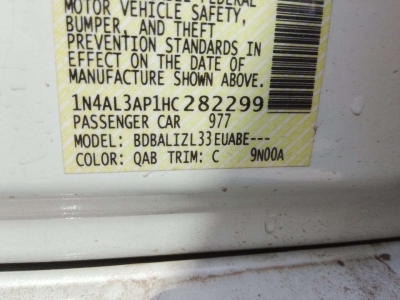 MOTOR VEHICLE SAFETY,
BUMPER, AND THEFT
PREVENTION STANDARDS IN
EFFECT ON THE DATE OF
MANUFACTURE SHOWN ABOVE.
1N4AL3AP1HC282299
PASSENGER CAR 977
MODEL: BDBALIZL33EUABE---
COLOR: QAB TRIM: C 9N00A